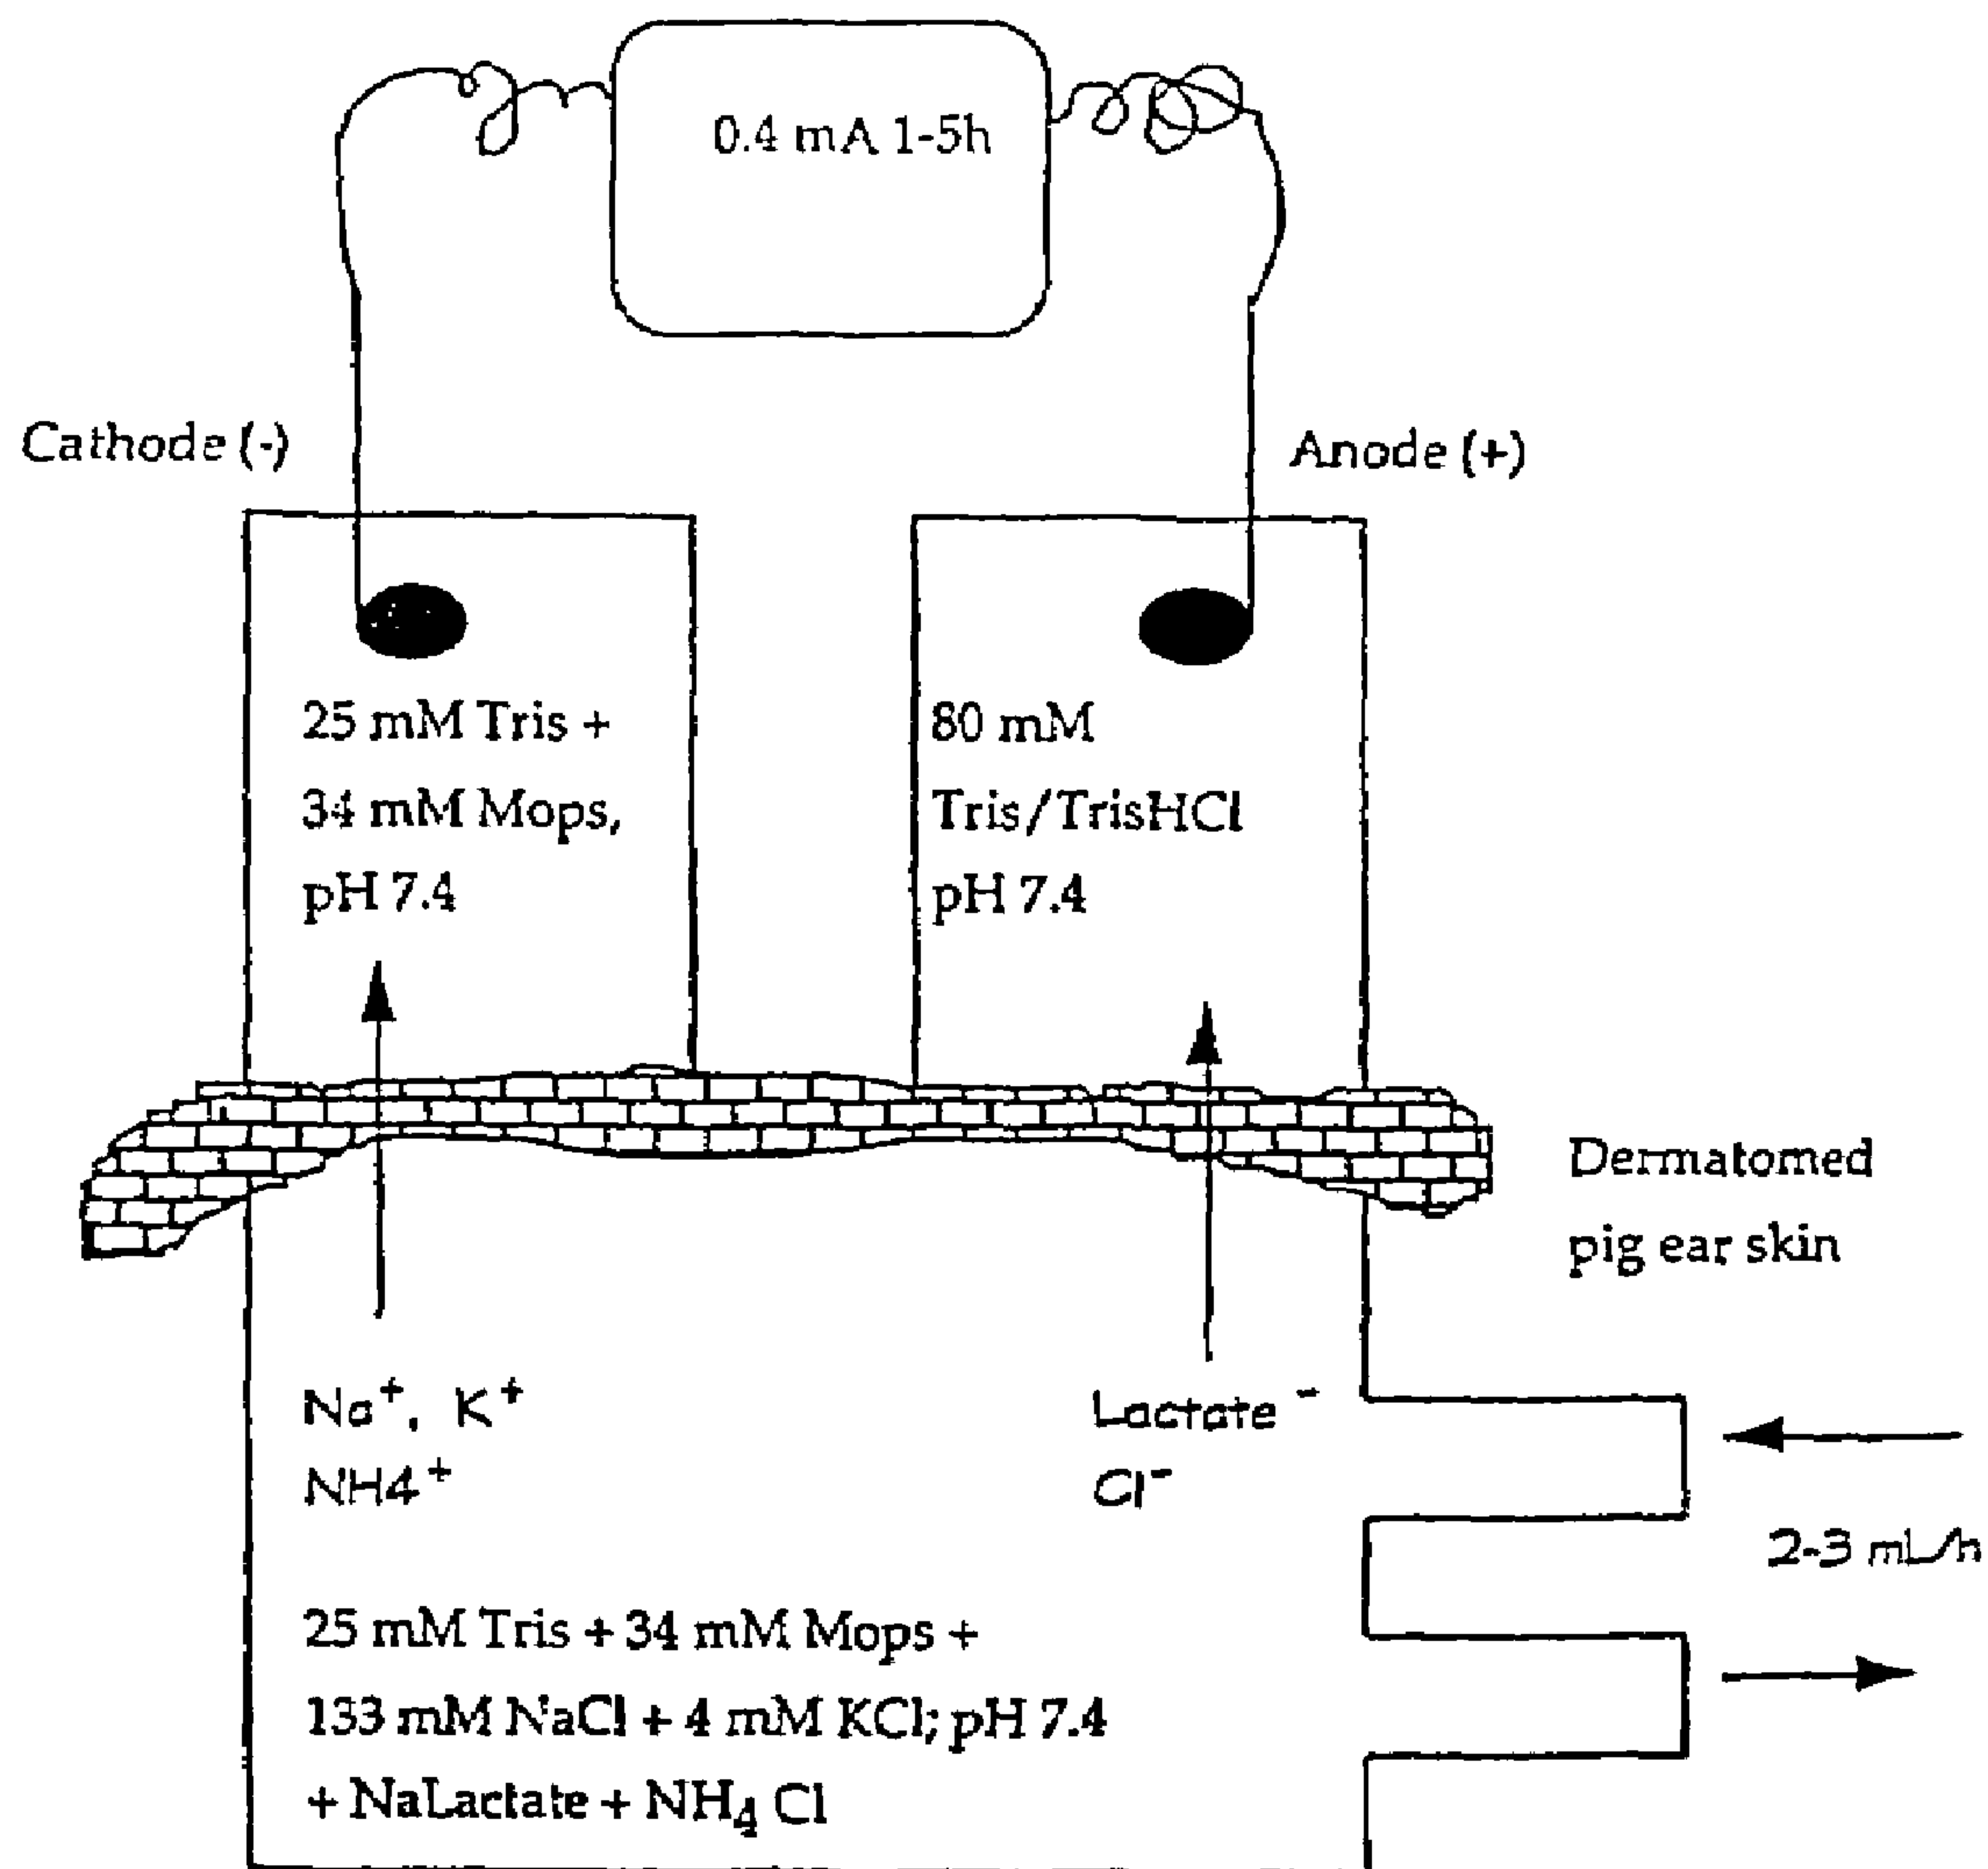 0.4 mA 1-5h
Cathode (-)
Anode (+)
25 mM Tris +
34 mM Mops,
pH 7.4
80 mM
Tris/TrisHCl
pH 7.4
Dermatomed
pig ear skin
Na⁺, K⁺
NH4⁺
Lactate⁻
Cl⁻
2-3 mL/h
25 mM Tris + 34 mM Mops +
133 mM NaCl + 4 mM KCl; pH 7.4
+ NaLactate + NH₄ Cl